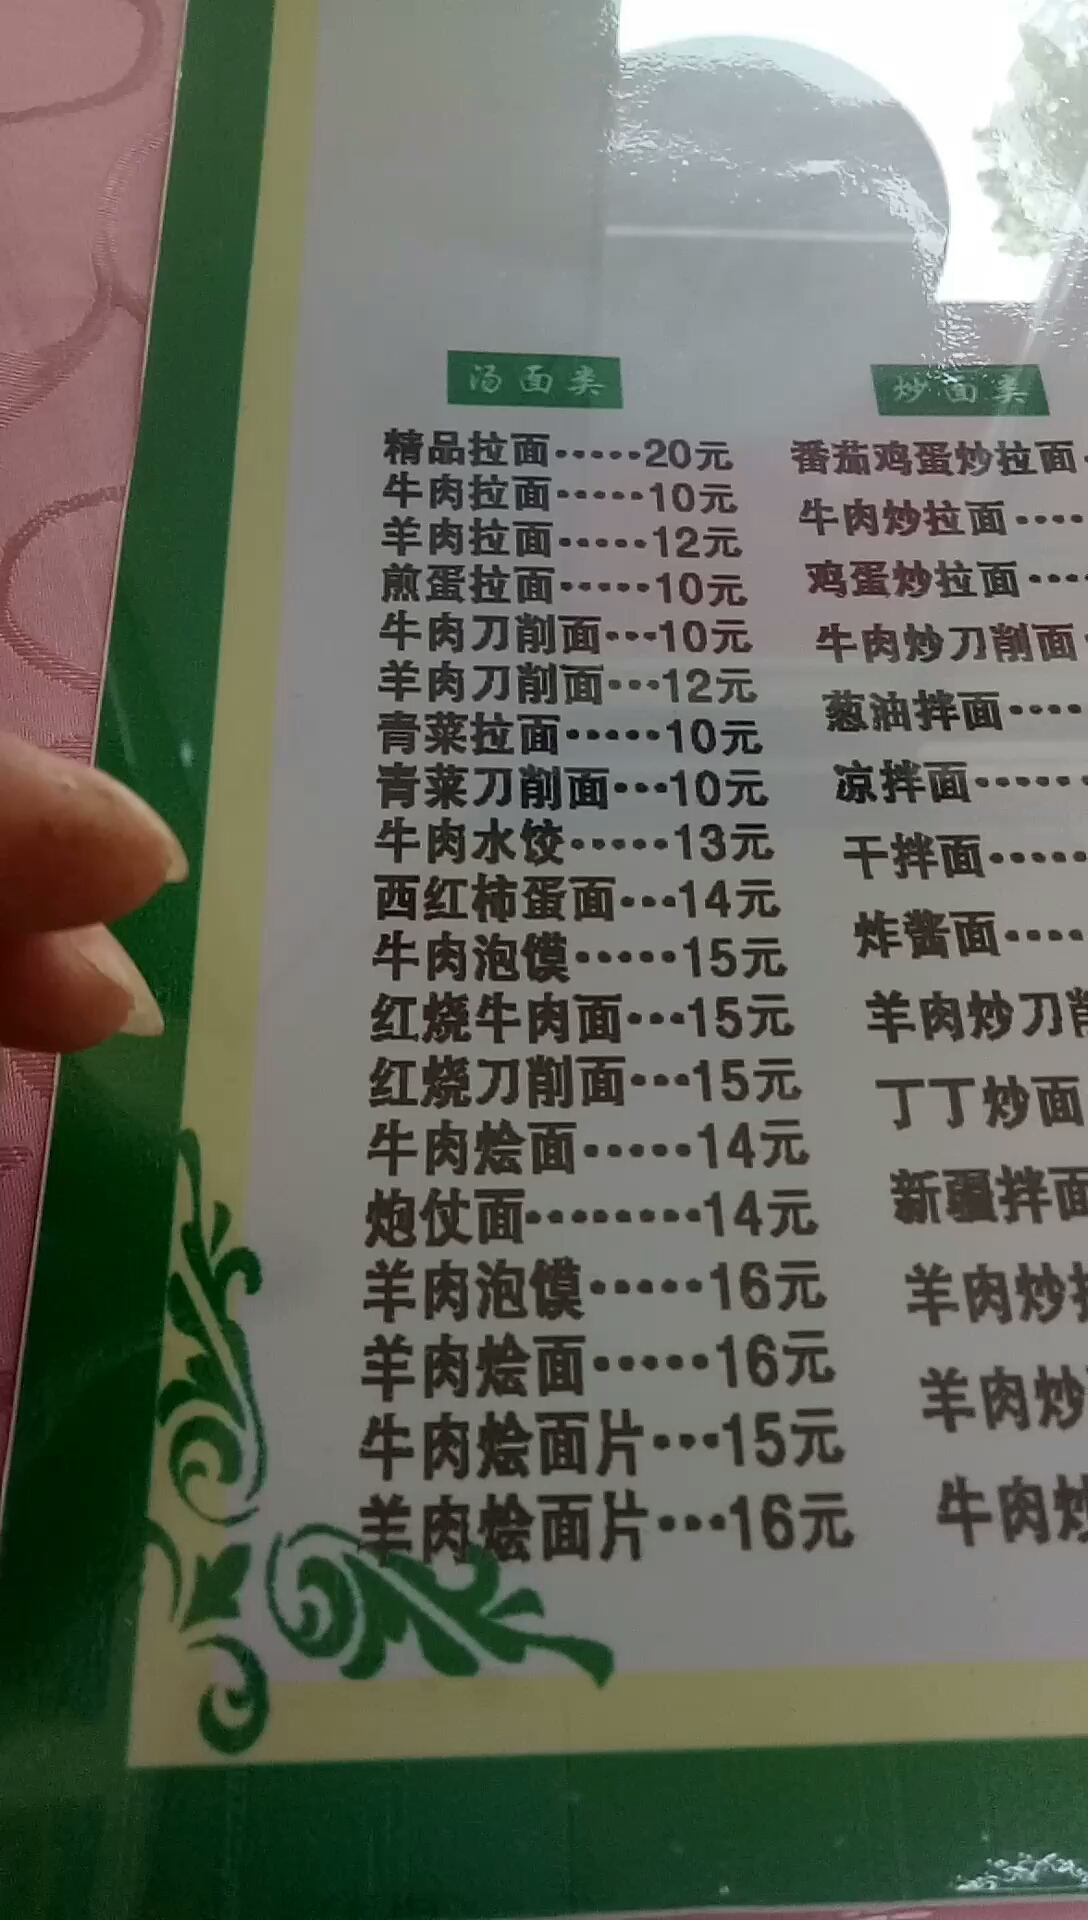 汤面类
精品拉面·····20元
牛肉拉面·····10元
羊肉拉面·····12元
煎蛋拉面·····10元
牛肉刀削面···10元
羊肉刀削面···12元
青菜拉面·····10元
青菜刀削面···10元
牛肉水饺·····13元
西红柿蛋面···14元
牛肉泡馍·····15元
红烧牛肉面···15元
红烧刀削面···15元
牛肉烩面·····14元
炮仗面········14元
羊肉泡馍·····16元
羊肉烩面·····16元
牛肉烩面片···15元
羊肉烩面片···16元
炒面类
番茄鸡蛋炒拉面
牛肉炒拉面····
鸡蛋炒拉面····
牛肉炒刀削面
葱油拌面····
凉拌面······
干拌面·····
炸酱面····
羊肉炒刀削
丁丁炒面
新疆拌面
羊肉炒
羊肉炒
牛肉炒